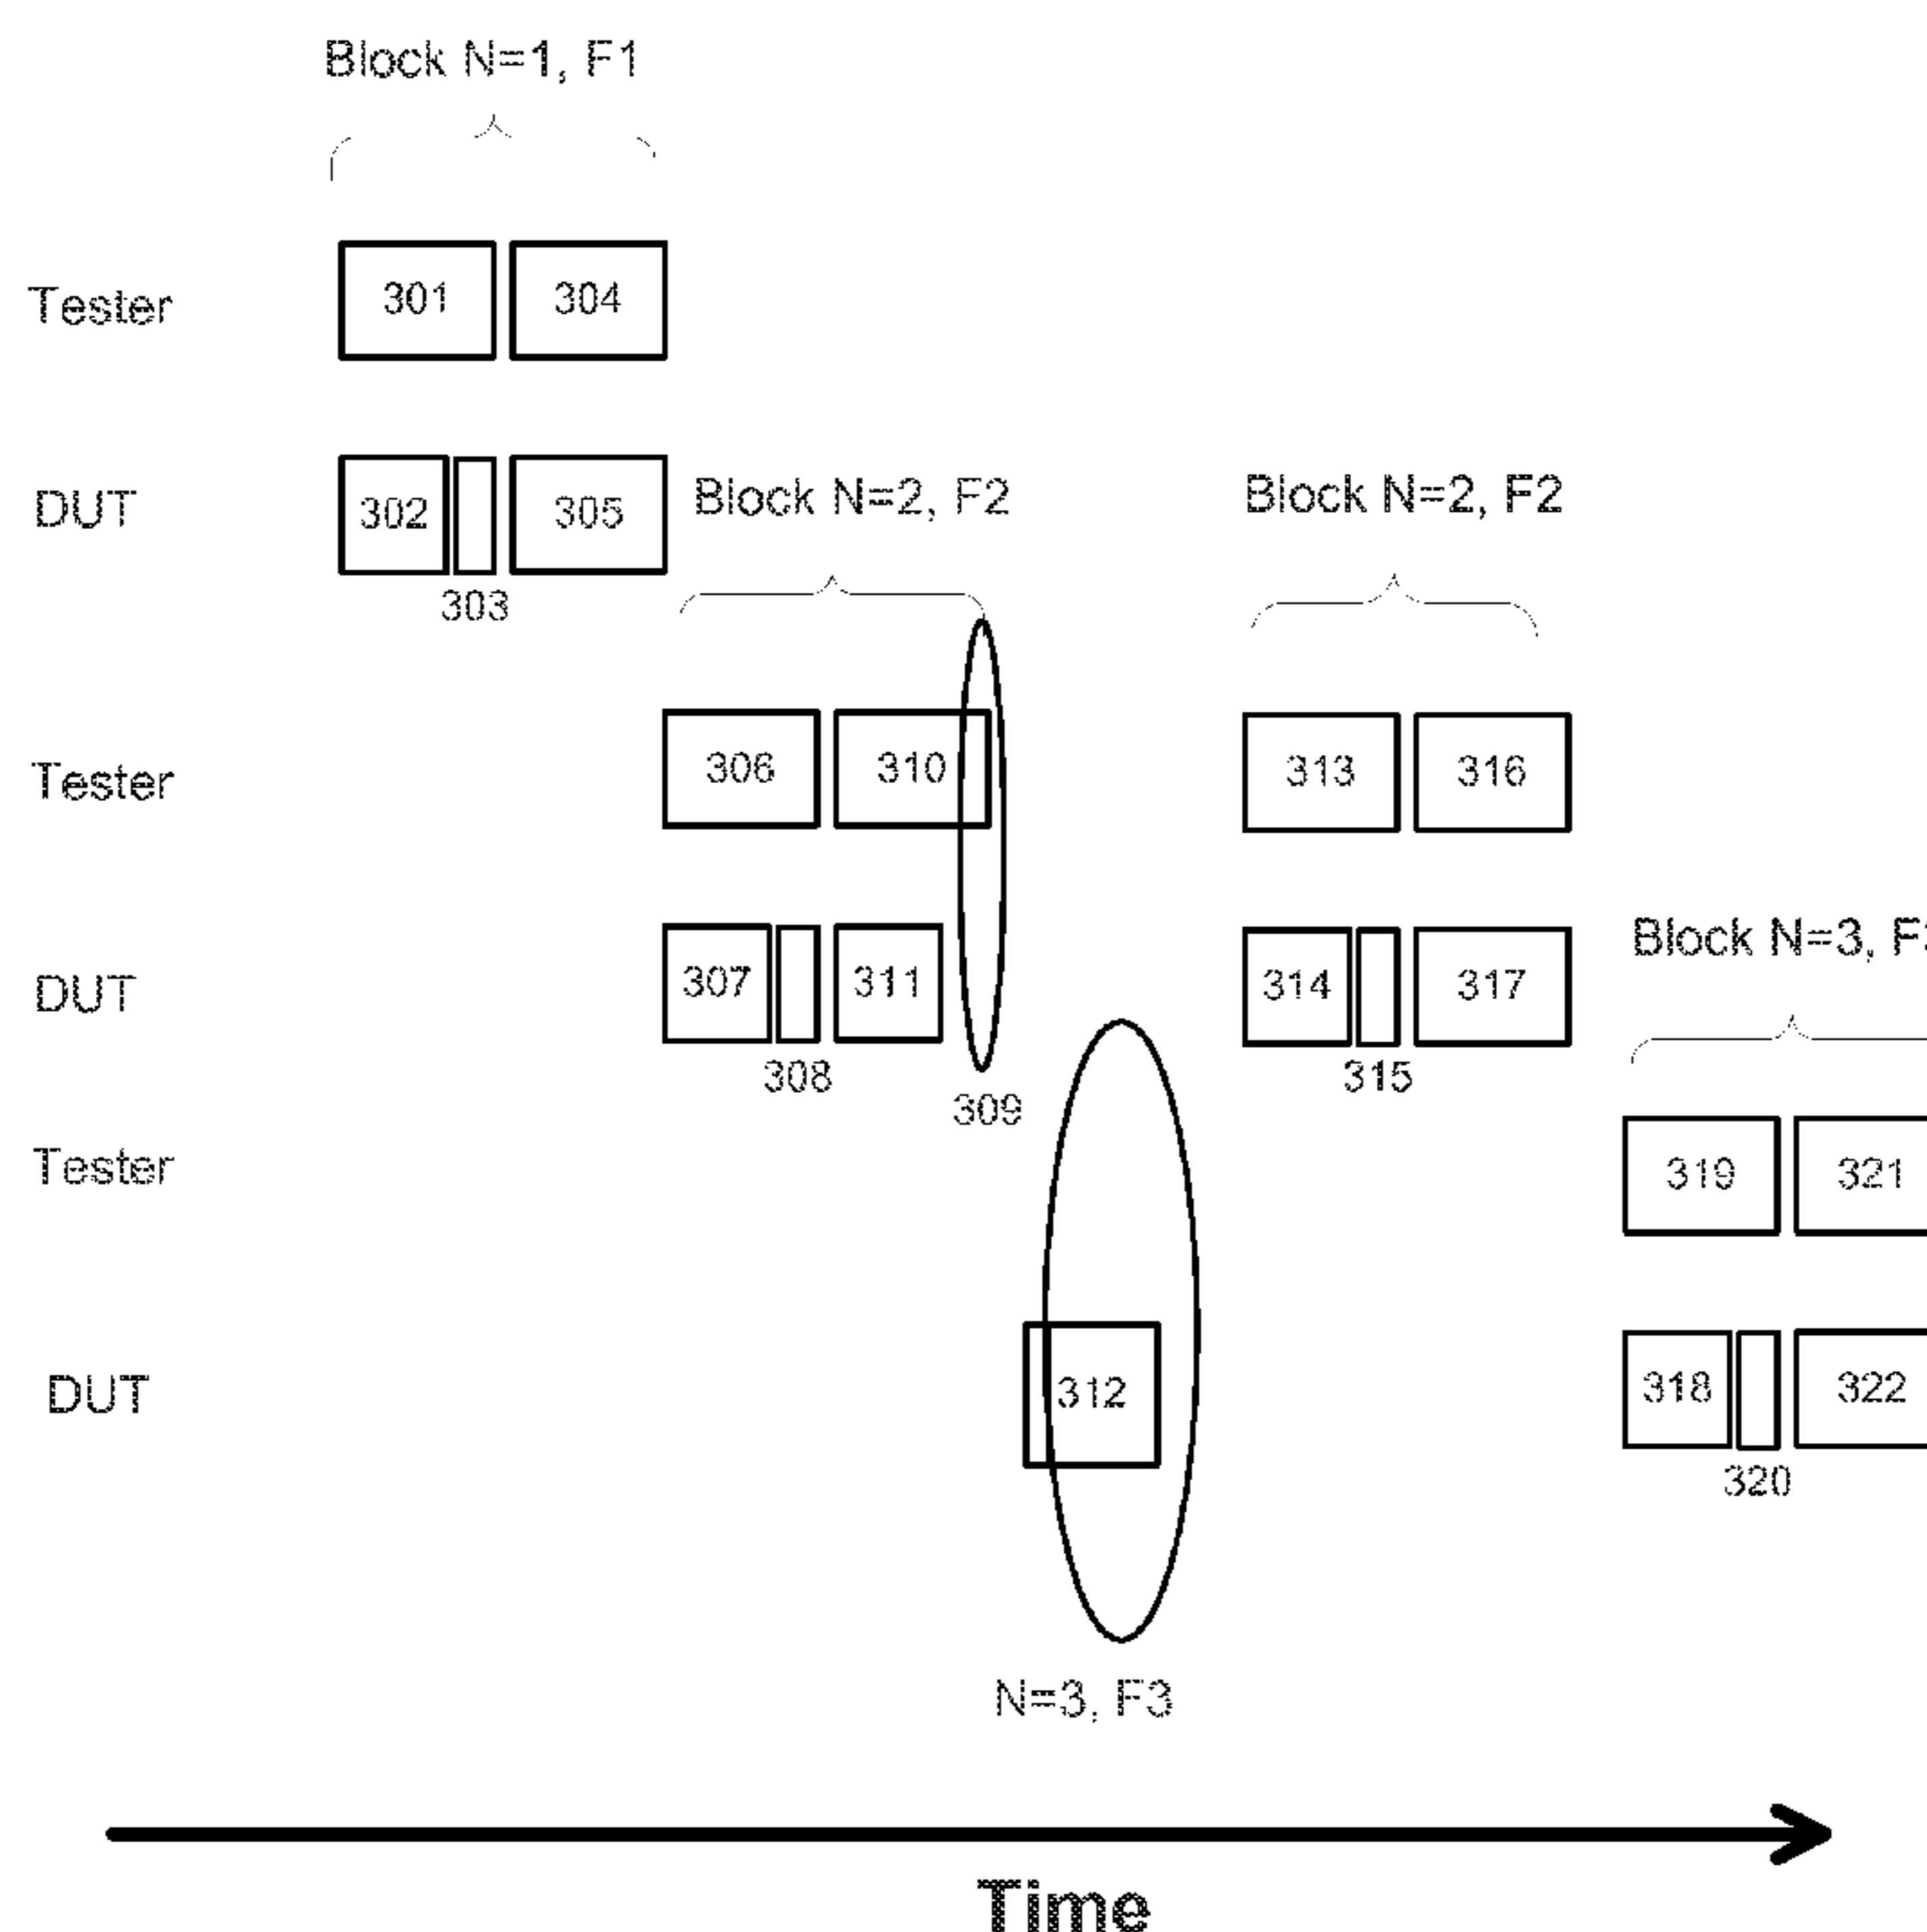 Block N=1, F1
Tester 301 304
DUT 302 305
303
Block N=2, F2 Block N=2, F2
Tester 306 310 313 316
DUT 307 311 314 317
308 309 315
Block N=3,
Tester 319 321
DUT 312 318 322
320
N=3, F3
Time